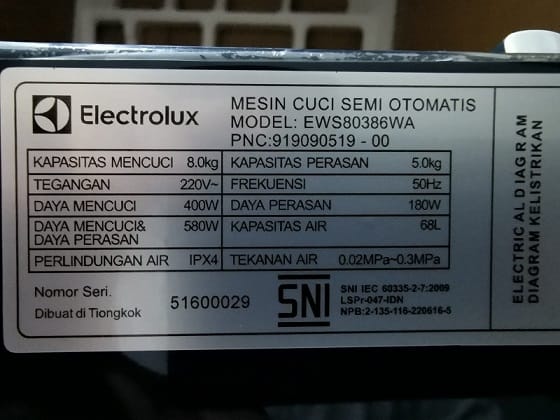 Electrolux
MESIN CUCI SEMI OTOMATIS
MODEL: EWS80386WA
PNC:919090519 - 00
KAPASITAS MENCUCI 8.0kg KAPASITAS PERASAN 5.0kg
TEGANGAN 220V~ FREKUENSI 50Hz
DAYA MENCUCI 400W DAYA PERASAN 180W
DAYA MENCUCI& 580W KAPASITAS AIR 68L
DAYA PERASAN
PERLINDUNGAN AIR IPX4 TEKANAN AIR 0.02MPa~0.3MPa
Nomor Seri. 51600029
Dibuat di Tiongkok
SNI
SNI IEC 60335-2-7:2009
LSPr-047-IDN
NPB:2-135-116-220616-5
ELECTRICAL DIAGRAM
DIAGRAM KELISTRIKAN